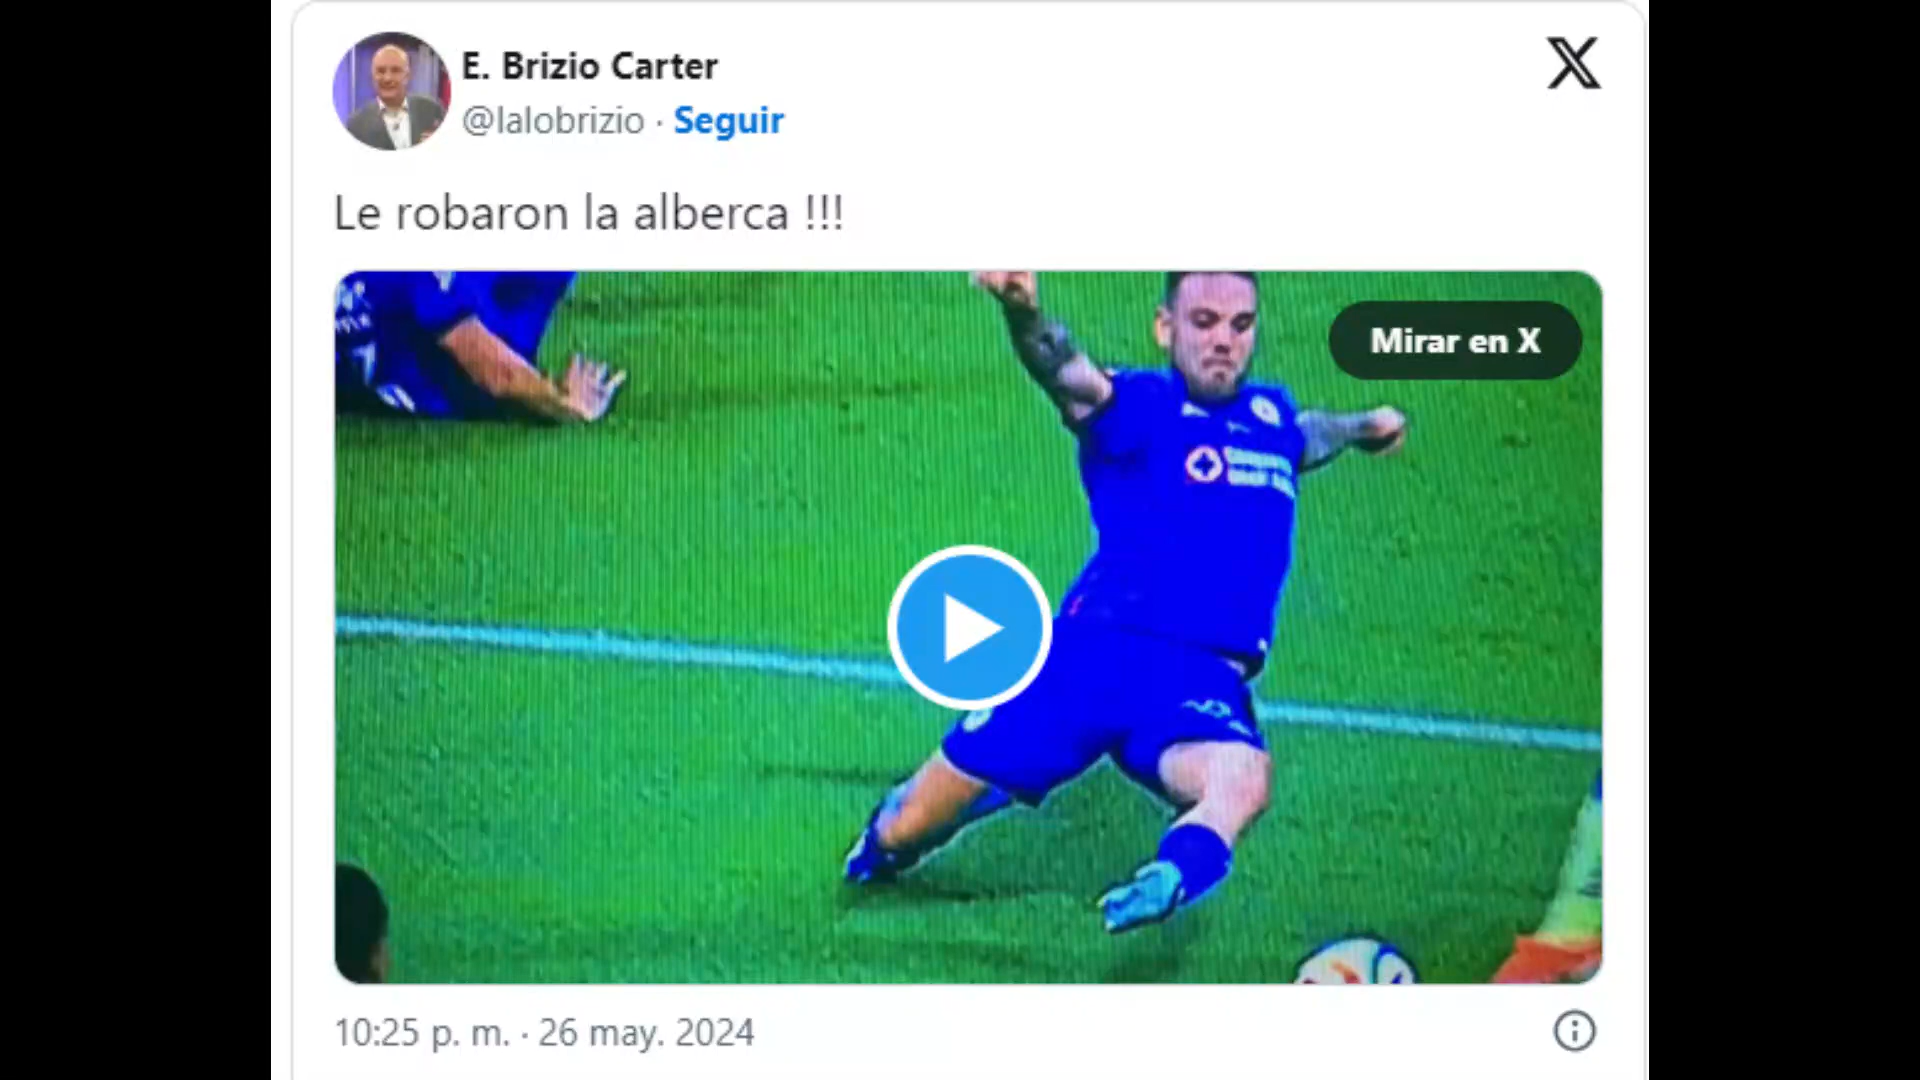 E. Brizio Carter
@lalobrizio · Seguir
X
Le robaron la alberca !!!
Mirar en X
10:25 p. m. · 26 may. 2024